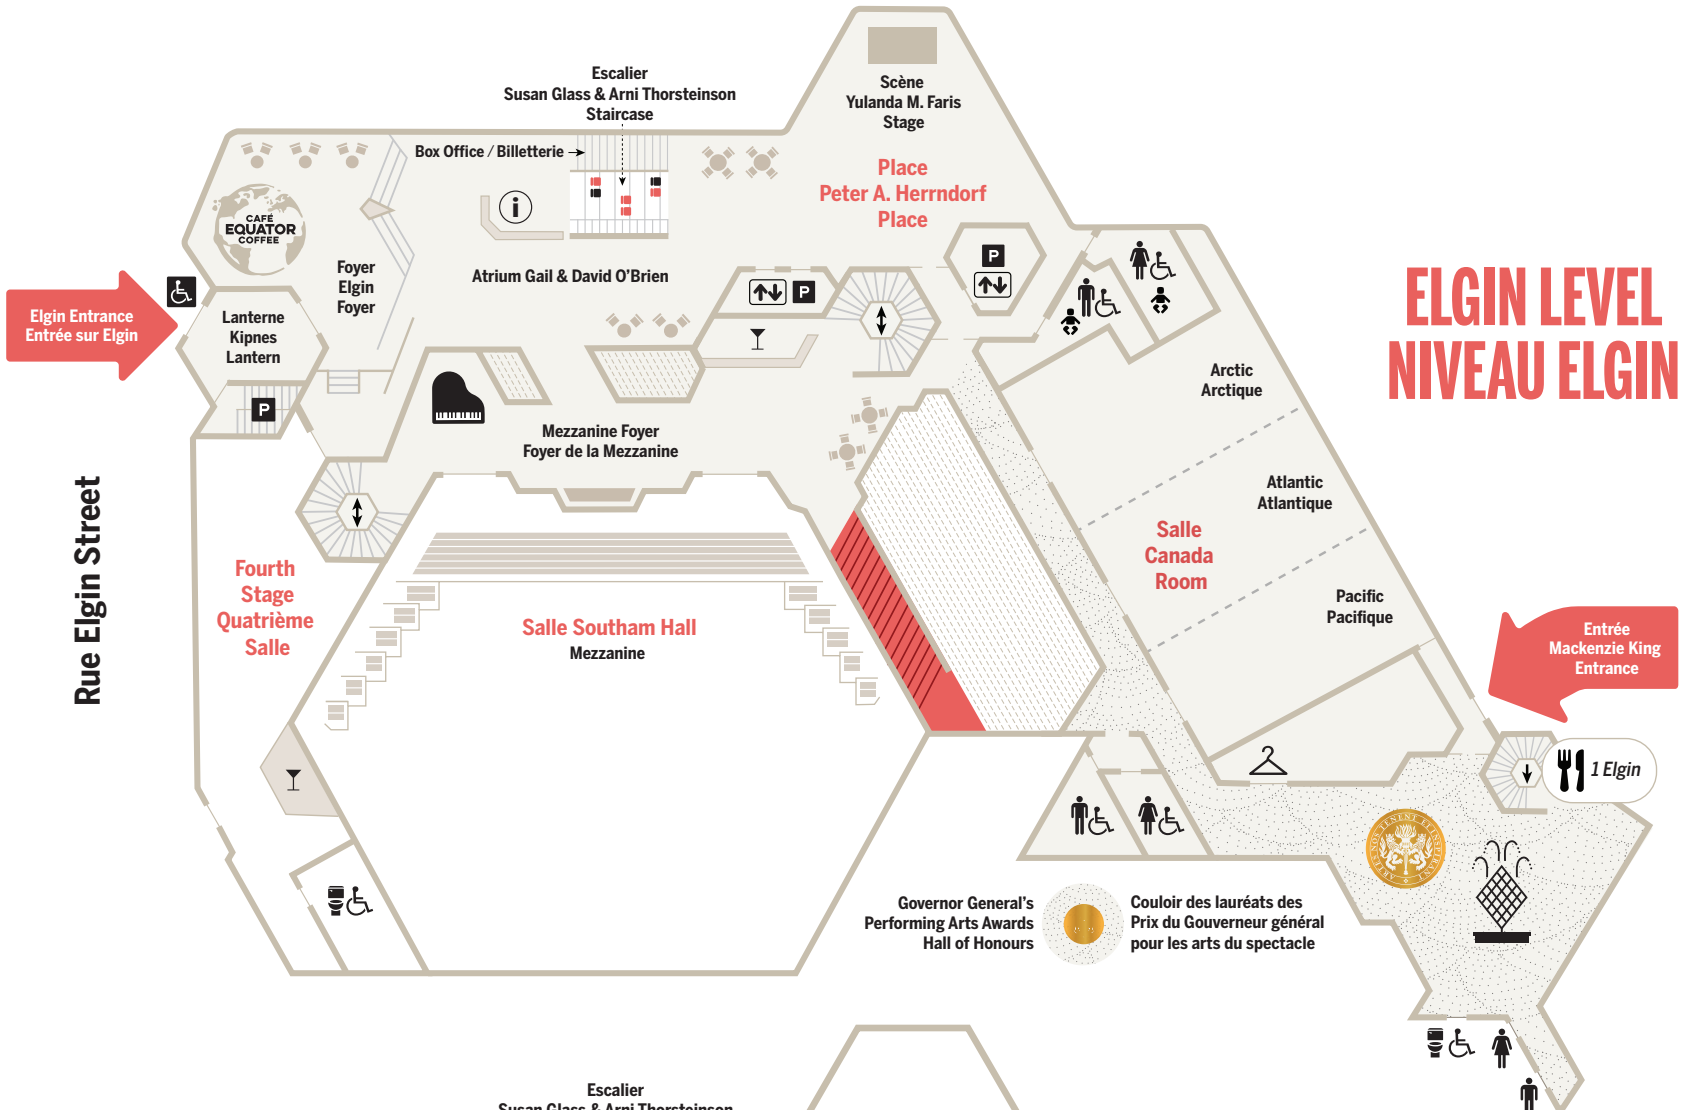 ELGIN LEVEL
NIVEAU ELGIN
Escalier
Susan Glass & Arni Thorsteinson
Staircase
Box Office / Billetterie
Scène
Yulanda M. Faris
Stage
Place
Peter A. Herrndorf
Place
CAFÉ
EQUATOR
COFFEE
i
P
Foyer
Elgin
Foyer
Atrium Gail & David O'Brien
P
Elgin Entrance
Entrée sur Elgin
Lanterne
Kipnes
Lantern
P
Arctic
Arctique
Mezzanine Foyer
Foyer de la Mezzanine
Atlantic
Atlantique
Rue Elgin Street
Salle
Canada
Room
Fourth
Stage
Quatrième
Salle
Salle Southam Hall
Mezzanine
Pacific
Pacifique
Entrée
Mackenzie King
Entrance
1 Elgin
Governor General's
Performing Arts Awards
Hall of Honours
Couloir des lauréats des
Prix du Gouverneur général
pour les arts du spectacle
Escalier
Susan Glass & Arni Thorsteinson